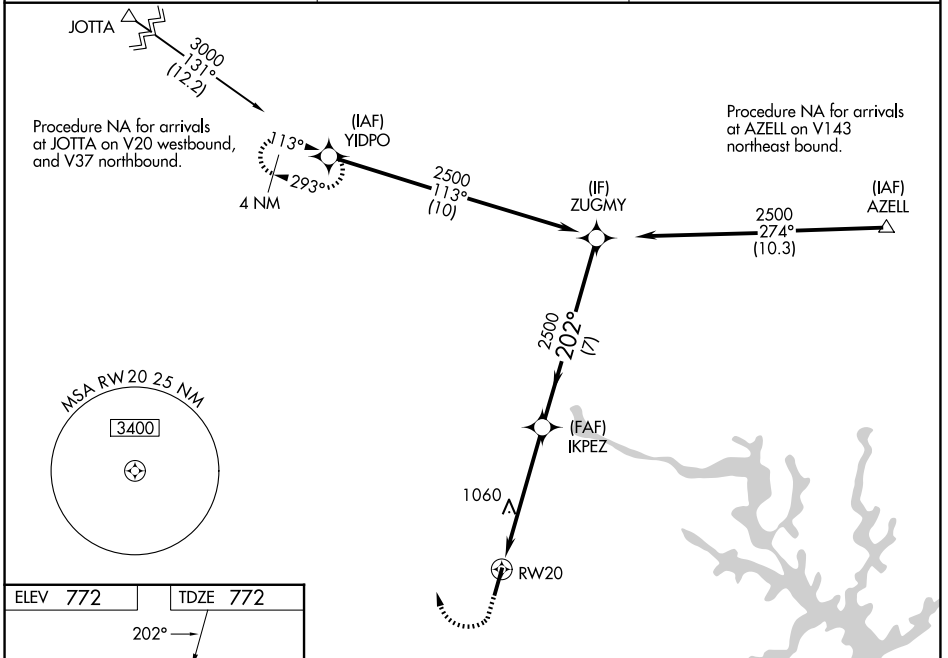 JOTTA
3000
131°
(12.2)
Procedure NA for arrivals
at JOTTA on V20 westbound,
and V37 northbound.
(IAF)
YIDPO
113°
293°
4 NM
2500
113°
(10)
(IF)
ZUGMY
Procedure NA for arrivals
at AZELL on V143
northeast bound.
(IAF)
AZELL
2500
274°
(10.3)
2500
202°
(7)
MSA RW20 25 NM
3400
(FAF)
IKPEZ
1060
RW20
ELEV 772
TDZE 772
202°